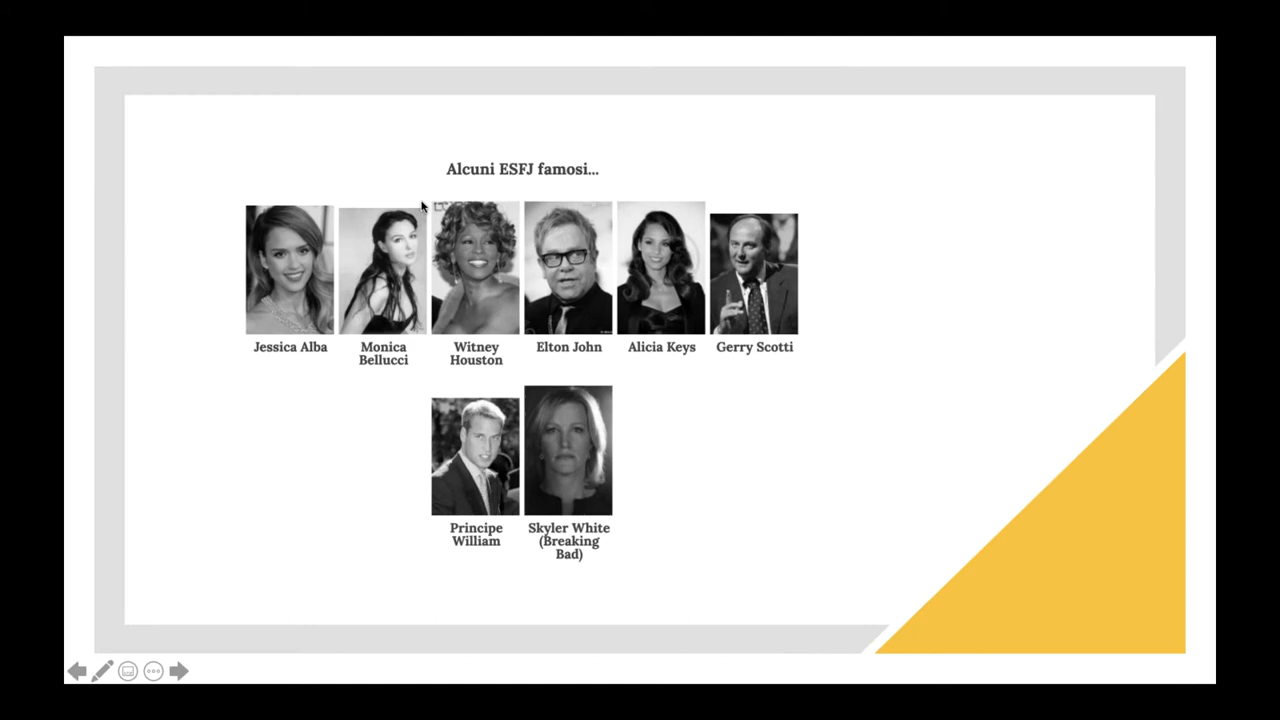 Alcuni ESFJ famosi...
Jessica Alba
Monica
Bellucci
Witney
Houston
Elton John
Alicia Keys
Gerry Scotti
Principe
William
Skyler White
(Breaking
Bad)